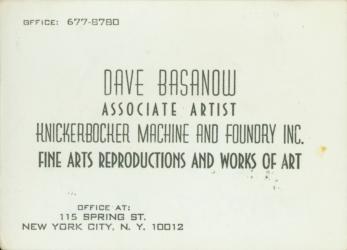 OFFICE: 677-8780
DAVE BASANOW
ASSOCIATE ARTIST
KNICKERBOCKER MACHINE AND FOUNDRY INC.
FINE ARTS REPRODUCTIONS AND WORKS OF ART
OFFICE AT:
115 SPRING ST.
NEW YORK CITY, N. Y. 10012